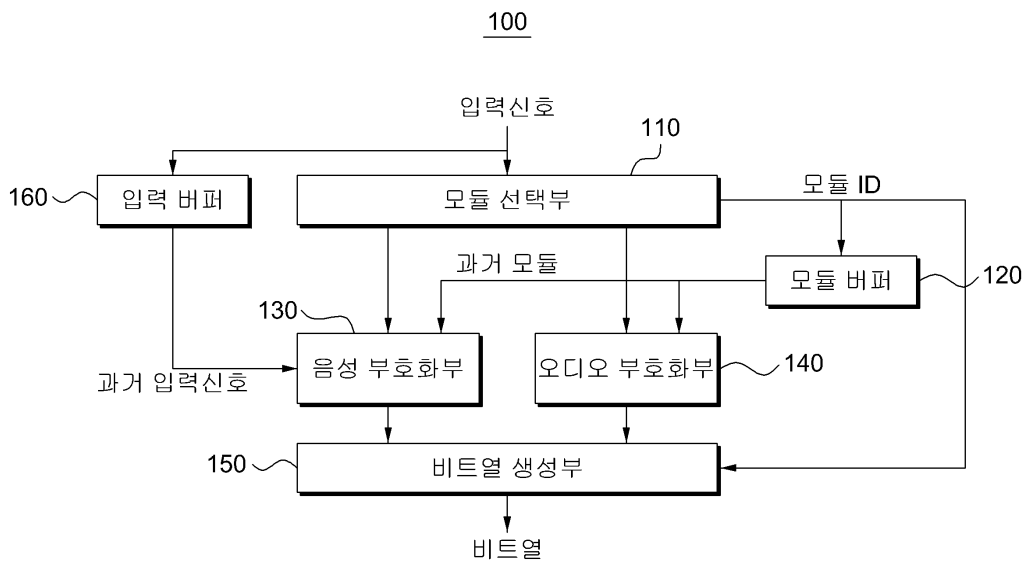 100
입력신호
110
160
입력 버퍼
모듈 선택부
모듈 ID
과거 모듈
모듈 버퍼
120
130
음성 부호화부
오디오 부호화부
140
과거 입력신호
150
비트열 생성부
비트열